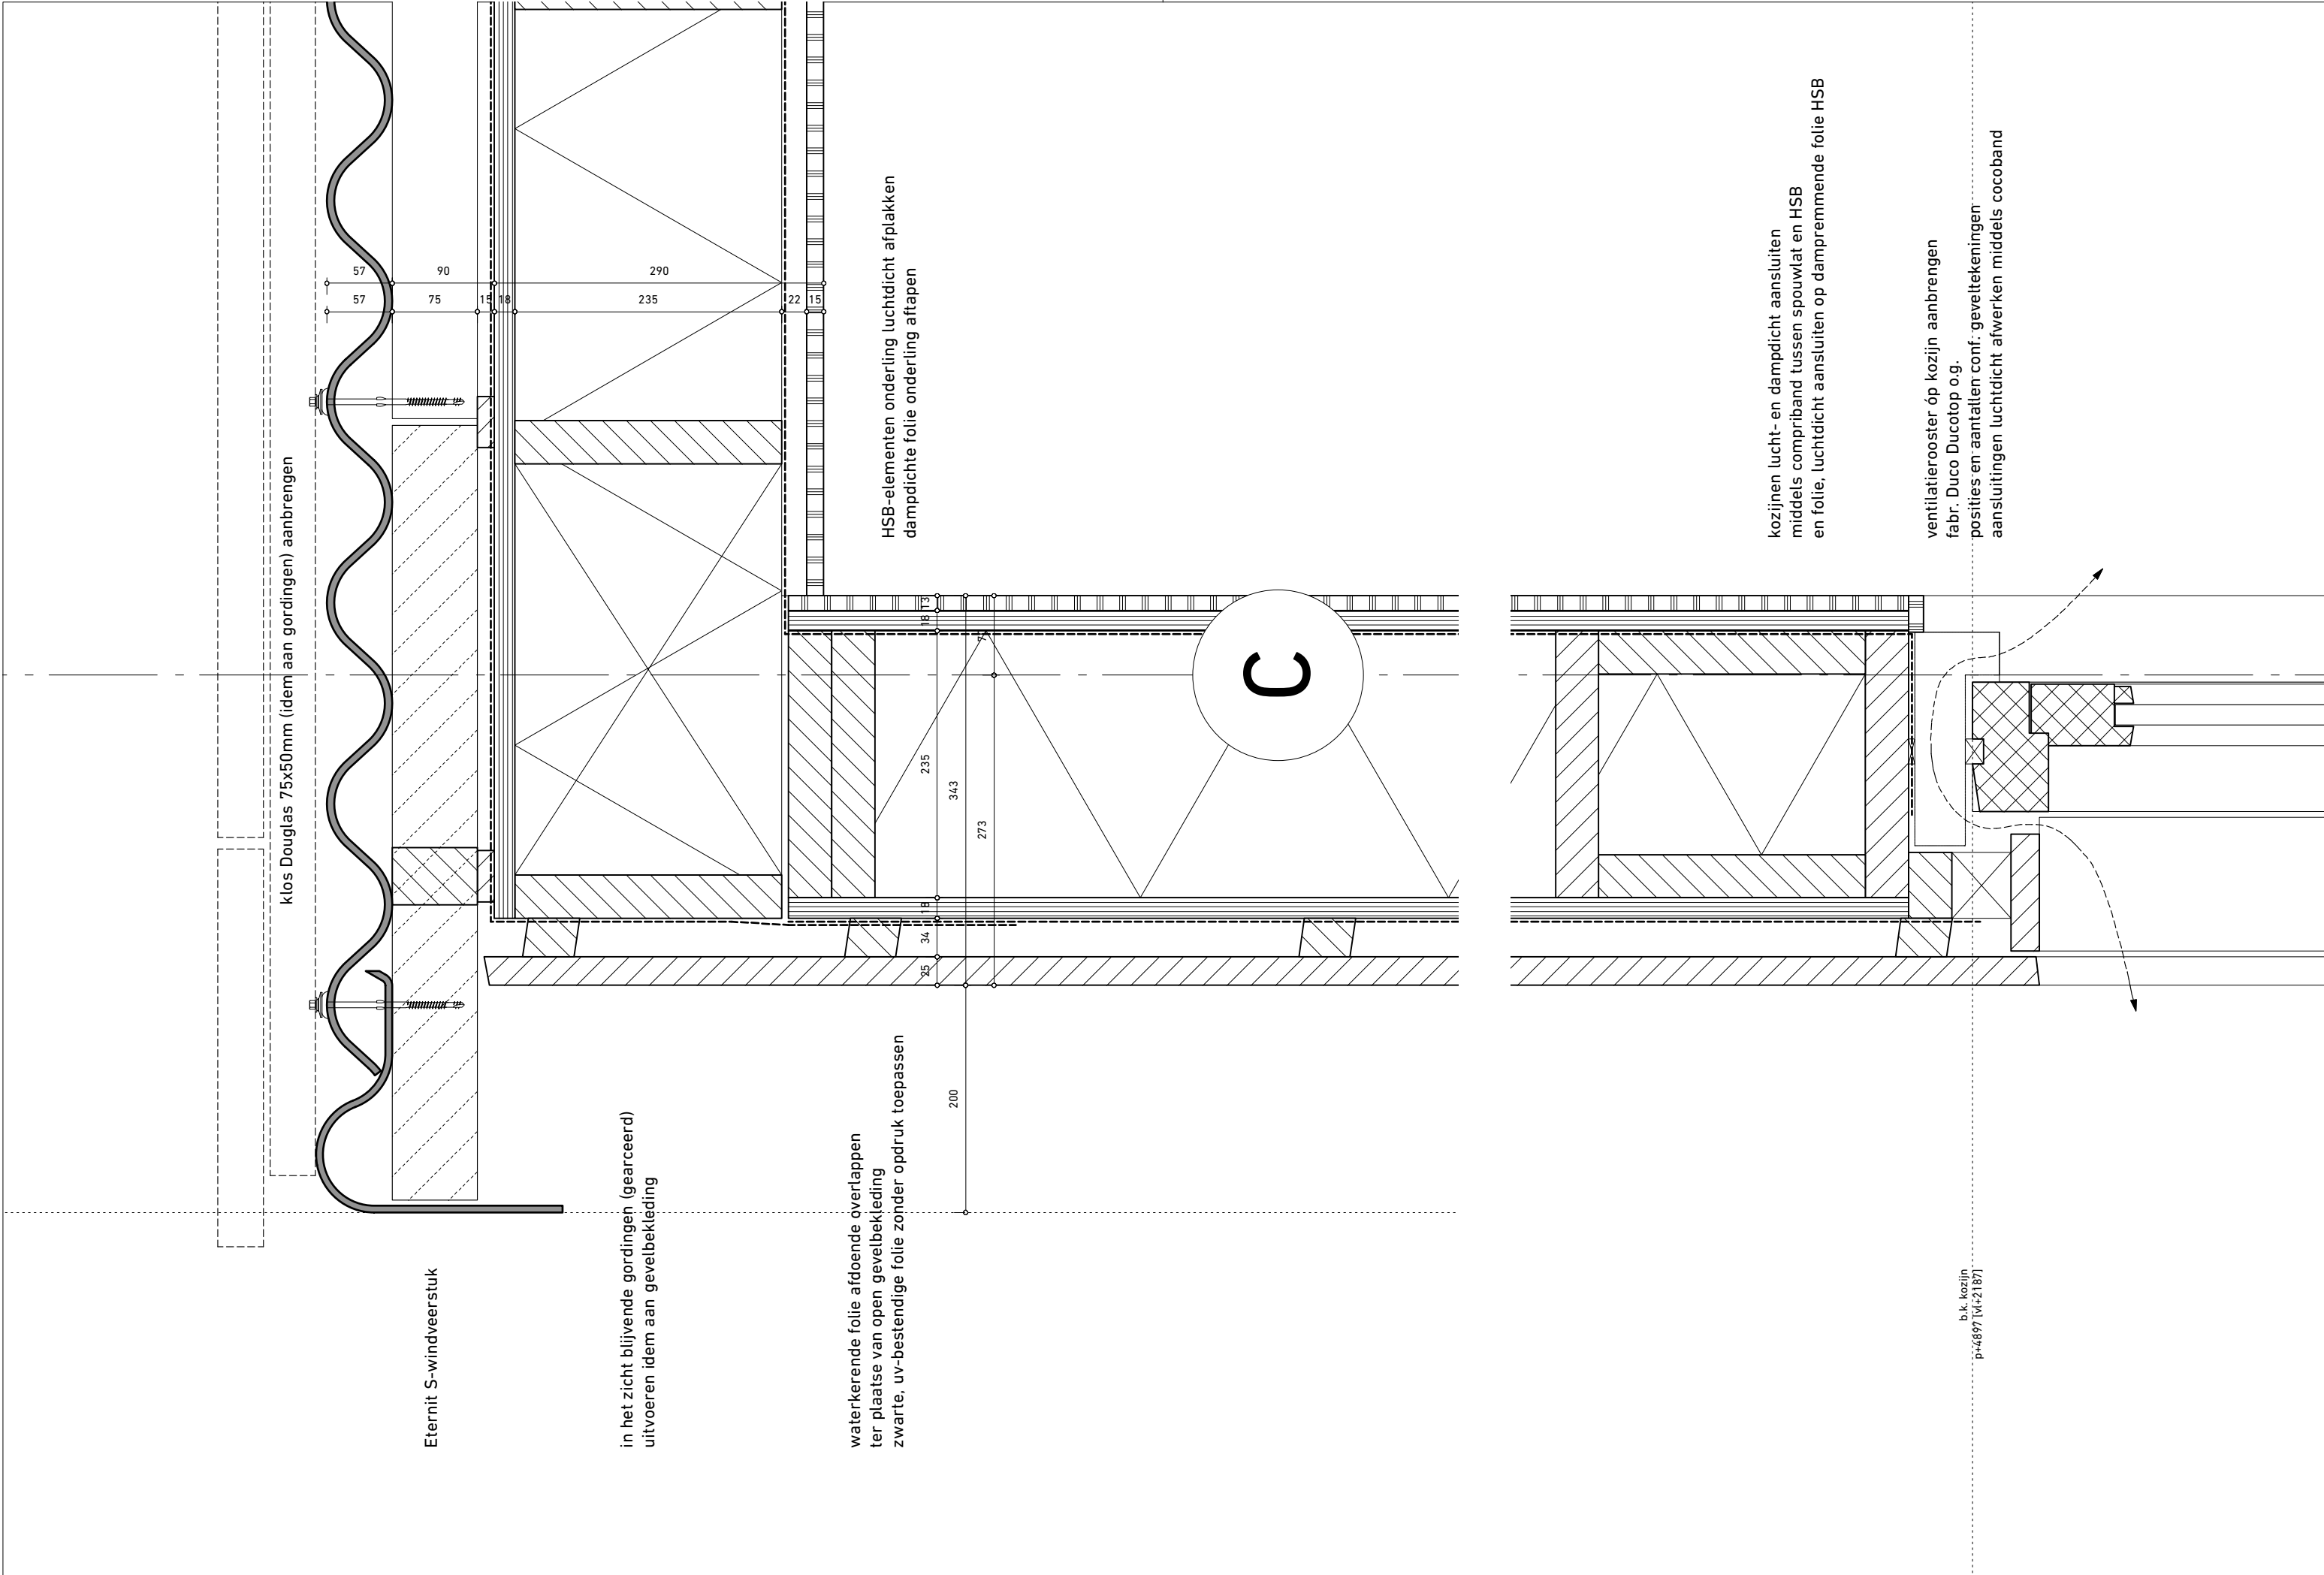 klos Douglas 75x50mm (idem aan gordingen) aanbrengen
57
90
290
57
75
15
18
235
22
15
HSB-elementen onderling luchtdicht afplakken
dampdichte folie onderling aftapen
kozijnen lucht- en dampdicht aansluiten
middels compriband tussen spouwlat en HSB
en folie, luchtdicht aansluiten op dampremmende folie HSB
ventilatierooster óp kozijn aanbrengen
fabr. Duco Ducotop o.g.
posities en aantallen conf. geveltekeningen
aansluitingen luchtdicht afwerken middels cocoband
13
18
235
18
34
25
343
273
200
C
Eternit S-windveerstuk
in het zicht blijvende gordingen (gearceerd)
uitvoeren idem aan gevelbekleding
waterkerende folie afdoende overlappen
ter plaatse van open gevelbekleding
zwarte, uv-bestendige folie zonder opdruk toepassen
b.k. kozijn
p+4897 [vl+2187]